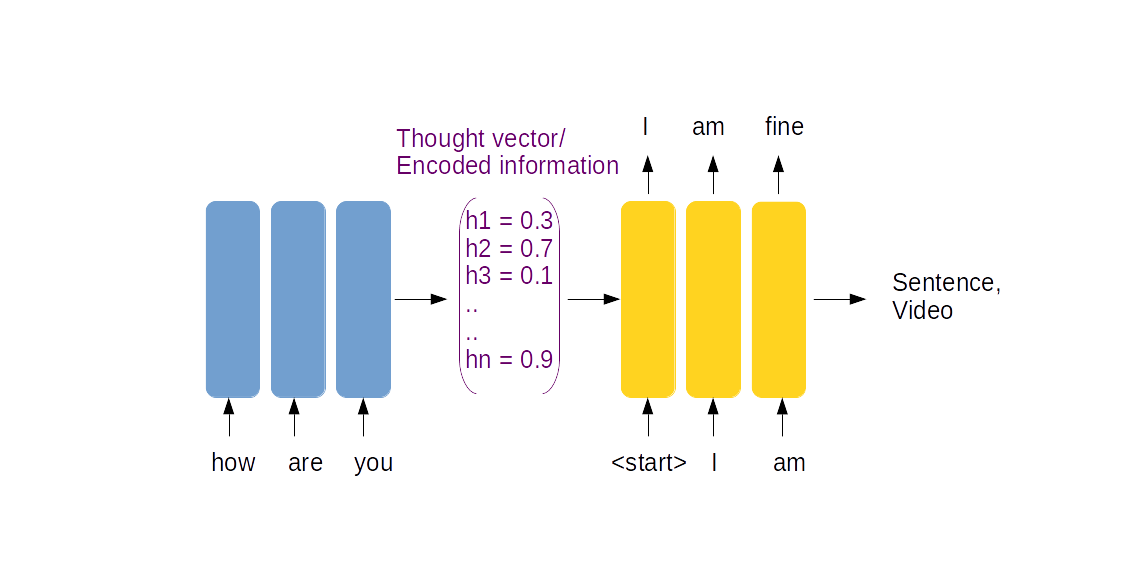 I am fine
Thought vector/
Encoded information
h1 = 0.3
h2 = 0.7
h3 = 0.1
..
..
hn = 0.9
Sentence,
Video
how are you
<start> I am